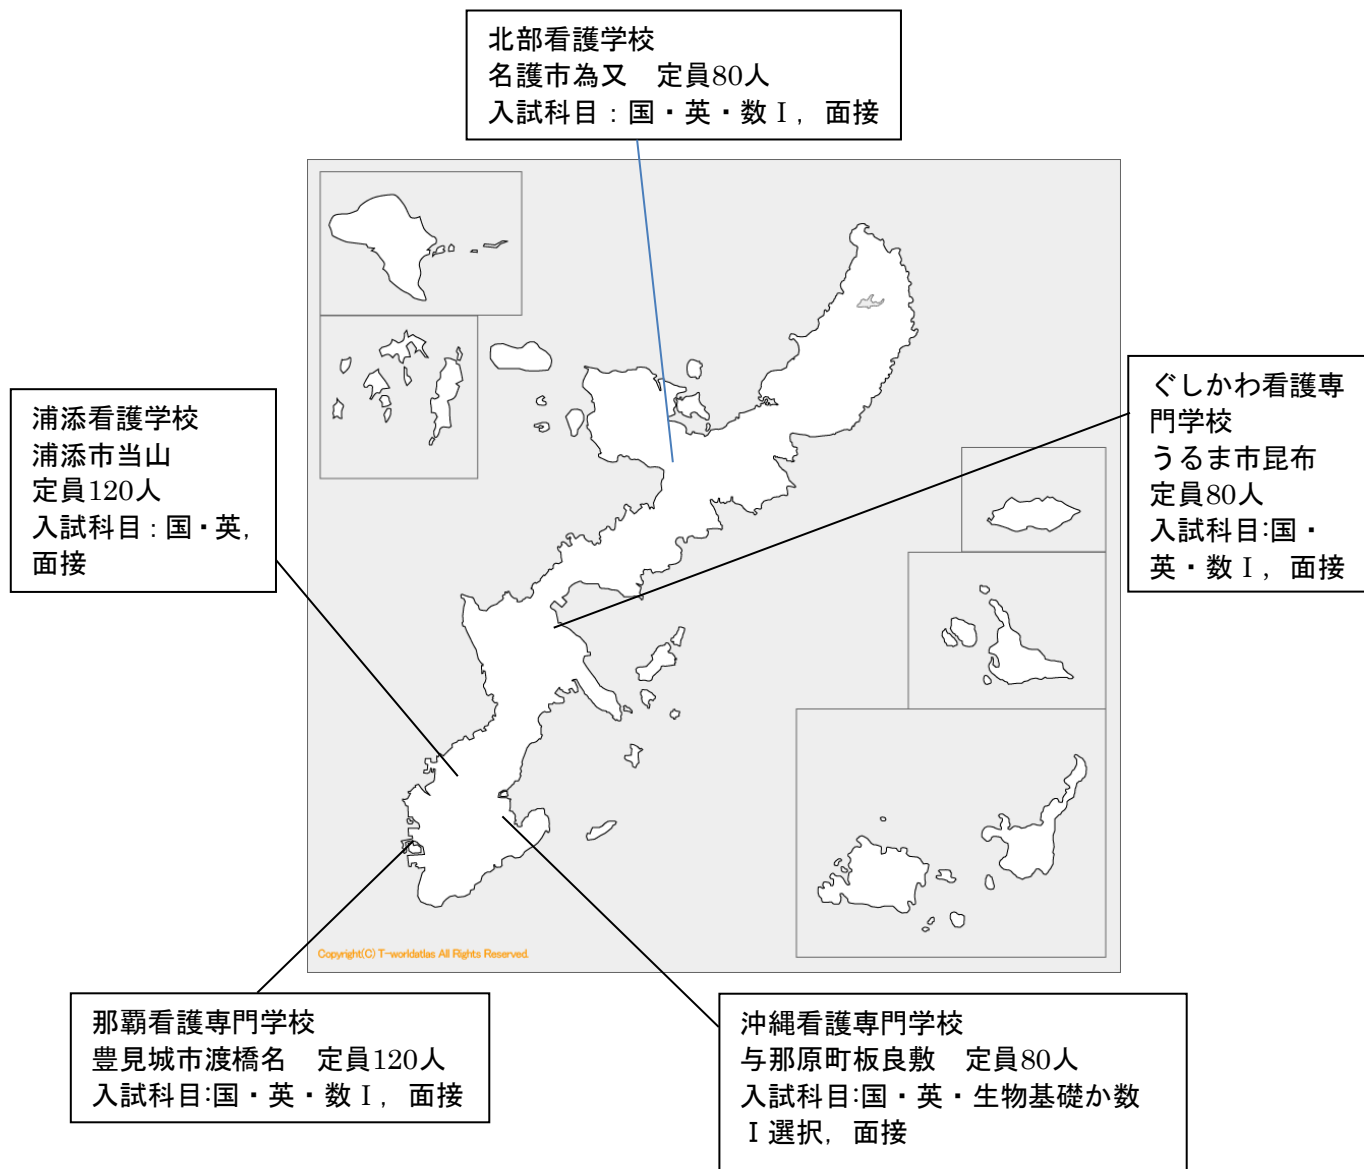 北部看護学校
名護市為又　定員80人
入試科目：国・英・数Ⅰ，面接
浦添看護学校
浦添市当山
定員120人
入試科目：国・英，
面接
ぐしかわ看護専
門学校
うるま市昆布
定員80人
入試科目:国・
英・数Ⅰ，面接
Copyright(C) T-worldatlas All Rights Reserved.
那覇看護専門学校
豊見城市渡橋名　定員120人
入試科目:国・英・数Ⅰ，面接
沖縄看護専門学校
与那原町板良敷　定員80人
入試科目:国・英・生物基礎か数
Ⅰ選択，面接